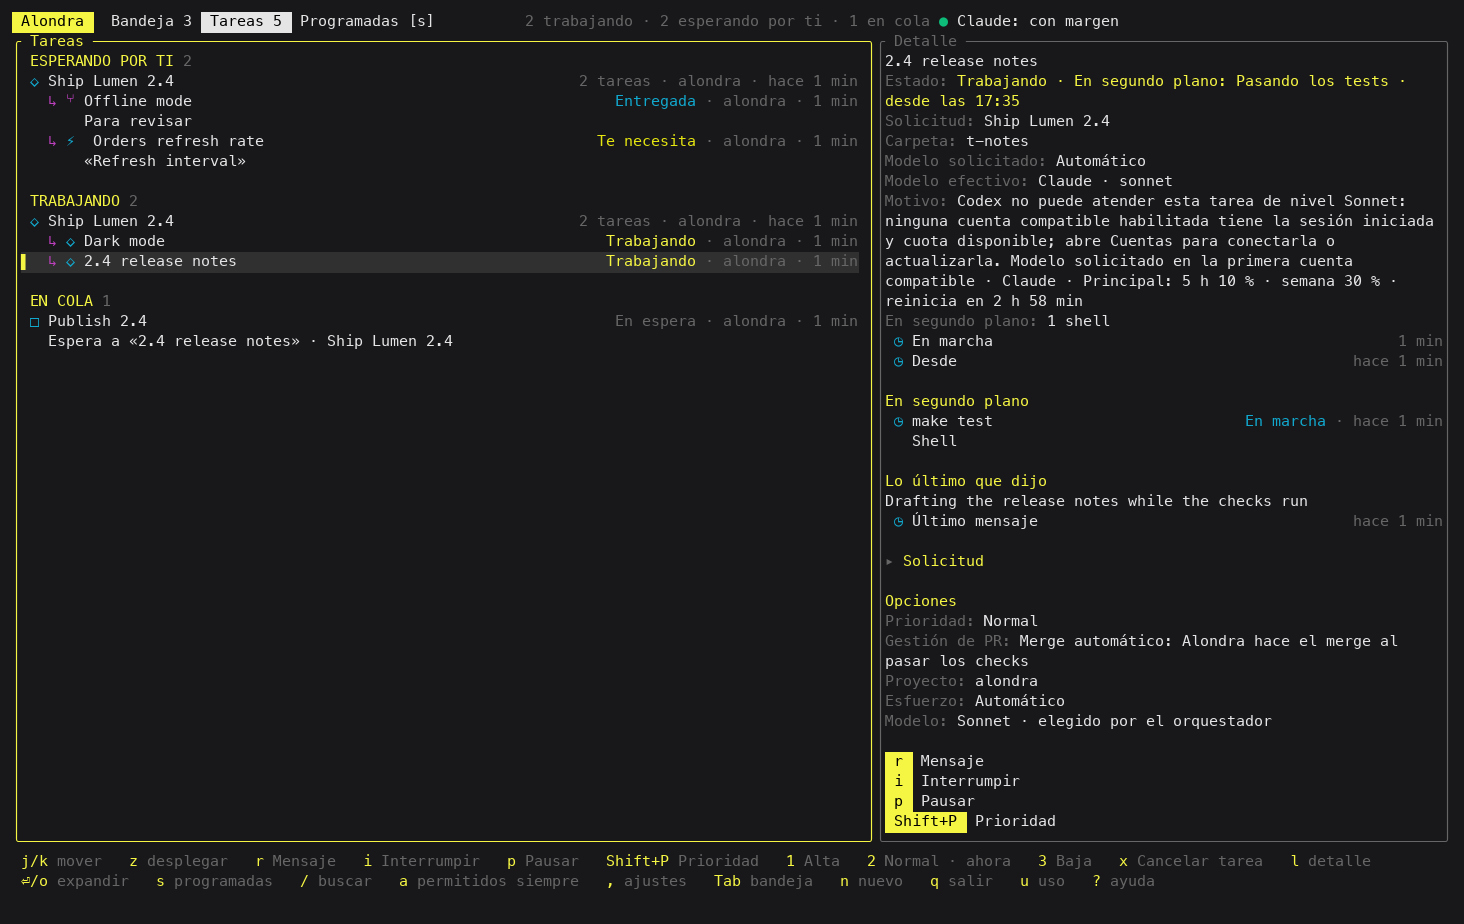 Alondra Bandeja 3 Tareas 5 Programadas [s] 2 trabajando · 2 esperando por ti · 1 en cola ● Claude: con margen
Tareas
ESPERANDO POR TI 2
◇ Ship Lumen 2.4 2 tareas · alondra · hace 1 min
↳ ⑂ Offline mode Entregada · alondra · 1 min
Para revisar
↳ ⚡ Orders refresh rate Te necesita · alondra · 1 min
«Refresh interval»
TRABAJANDO 2
◇ Ship Lumen 2.4 2 tareas · alondra · hace 1 min
↳ ◇ Dark mode Trabajando · alondra · 1 min
↳ ◇ 2.4 release notes Trabajando · alondra · 1 min
EN COLA 1
□ Publish 2.4 En espera · alondra · 1 min
Espera a «2.4 release notes» · Ship Lumen 2.4
Detalle
2.4 release notes
Estado: Trabajando · En segundo plano: Pasando los tests ·
desde las 17:35
Solicitud: Ship Lumen 2.4
Carpeta: t-notes
Modelo solicitado: Automático
Modelo efectivo: Claude · sonnet
Motivo: Codex no puede atender esta tarea de nivel Sonnet:
ninguna cuenta compatible habilitada tiene la sesión iniciada
y cuota disponible; abre Cuentas para conectarla o
actualizarla. Modelo solicitado en la primera cuenta
compatible · Claude · Principal: 5 h 10 % · semana 30 % ·
reinicia en 2 h 58 min
En segundo plano: 1 shell
◷ En marcha 1 min
◷ Desde hace 1 min
En segundo plano
◷ make test En marcha · hace 1 min
Shell
Lo último que dijo
Drafting the release notes while the checks run
◷ Último mensaje hace 1 min
▸ Solicitud
Opciones
Prioridad: Normal
Gestión de PR: Merge automático: Alondra hace el merge al
pasar los checks
Proyecto: alondra
Esfuerzo: Automático
Modelo: Sonnet · elegido por el orquestador
r Mensaje
i Interrumpir
p Pausar
Shift+P Prioridad
j/k mover z desplegar r Mensaje i Interrumpir p Pausar Shift+P Prioridad 1 Alta 2 Normal · ahora 3 Baja x Cancelar tarea l detalle
⏎/o expandir s programadas / buscar a permitidos siempre , ajustes Tab bandeja n nuevo q salir u uso ? ayuda